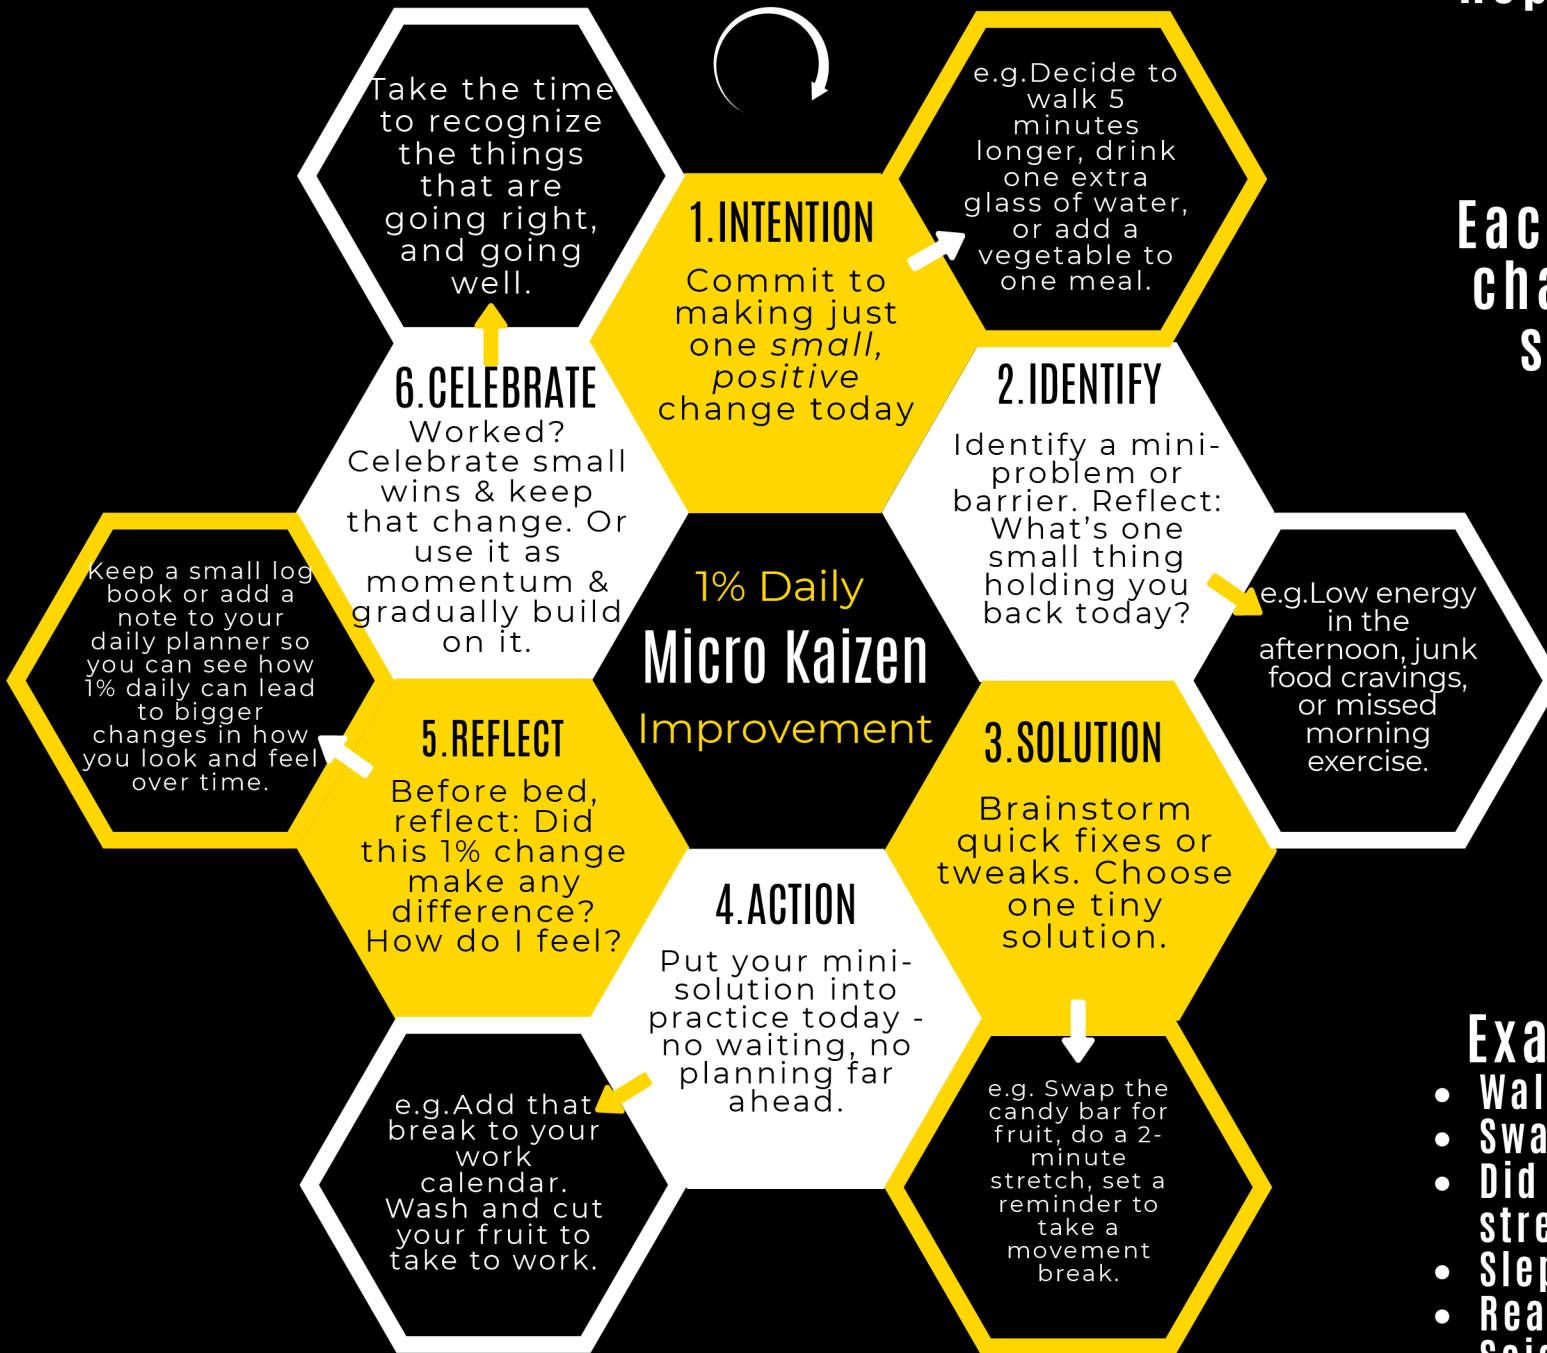 Take the time
to recognize
the things
that are
going right,
and going
well.
e.g.Decide to
walk 5
minutes
longer, drink
one extra
glass of water,
or add a
vegetable to
one meal.
1.INTENTION
Commit to
making just
one small,
positive
change today
2.IDENTIFY
Identify a mini-
problem or
barrier. Reflect:
What's one
small thing
holding you
back today?
e.g.Low energy
in the
afternoon, junk
food cravings,
or missed
morning
exercise.
3.SOLUTION
Brainstorm
quick fixes or
tweaks. Choose
one tiny
solution.
e.g. Swap the
candy bar for
fruit, do a 2-
minute
stretch, set a
reminder to
take a
movement
break.
4.ACTION
Put your mini-
solution into
practice today -
no waiting, no
planning far
ahead.
e.g.Add that
break to your
work
calendar.
Wash and cut
your fruit to
take to work.
5.REFLECT
Before bed,
reflect: Did
this 1% change
make any
difference?
How do I feel?
Keep a small log
book or add a
note to your
daily planner so
you can see how
1% daily can lead
to bigger
changes in how
you look and feel
over time.
6.CELEBRATE
Worked?
Celebrate small
wins & keep
that change. Or
use it as
momentum &
gradually build
on it.
1% Daily
Micro Kaizen
Improvement
Did